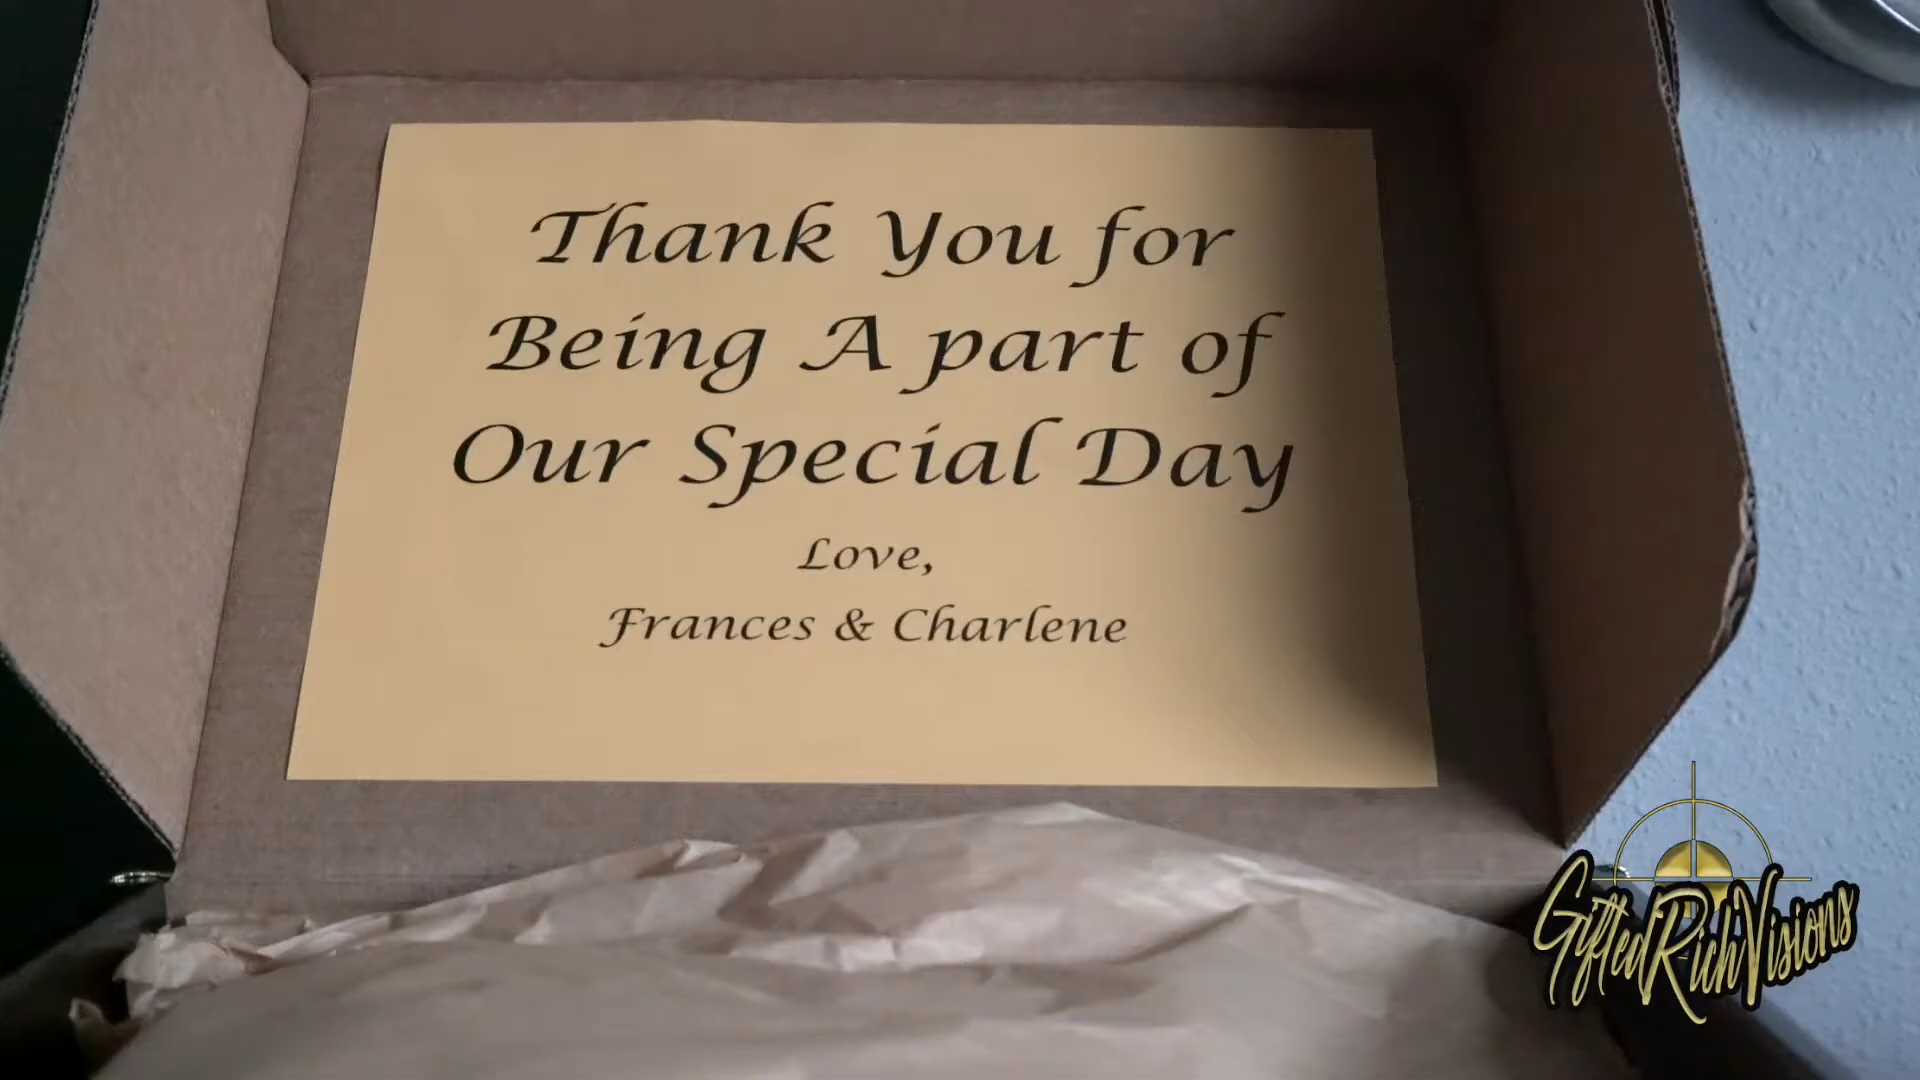 Thank You for
Being A part of
Our Special Day
Love,
Frances & Charlene
GiftedRichVisions